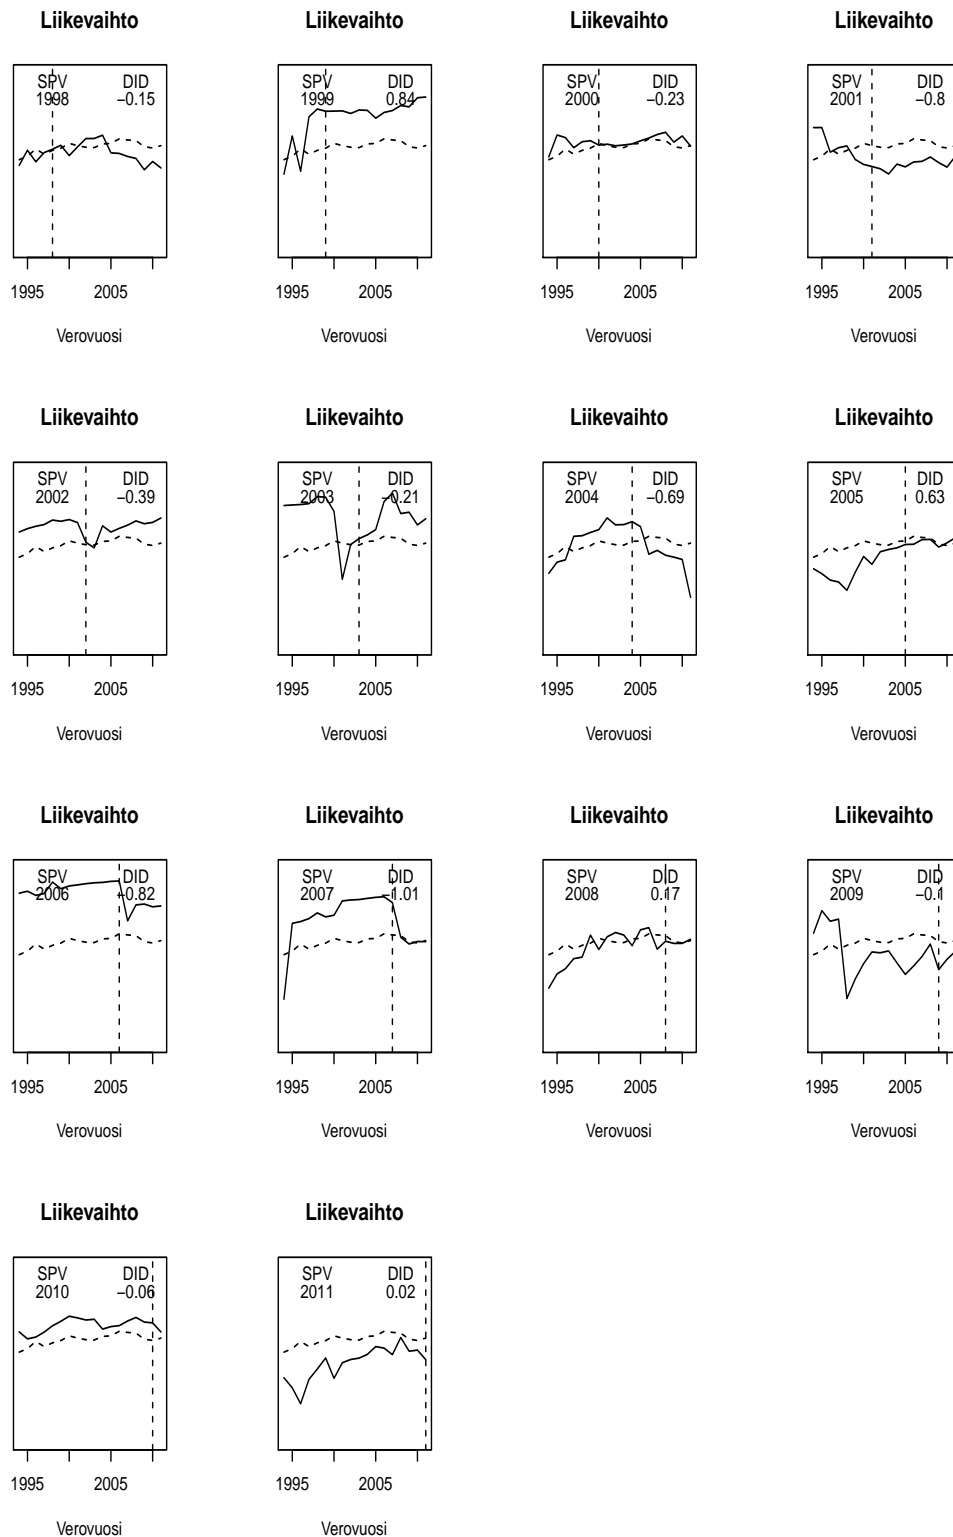 Liikevaihto Liikevaihto Liikevaihto Liikevaihto
SPV DID SPV DID SPV DID SPV DID
1998 −0.15 1999 0.84 2000 −0.23 2001 −0.8
1995 2005 1995 2005 1995 2005 1995 2005
Verovuosi Verovuosi Verovuosi Verovuosi
Liikevaihto Liikevaihto Liikevaihto Liikevaihto
SPV DID SPV DID SPV DID SPV DID
2002 −0.39 2003 −0.21 2004 −0.69 2005 0.63
1995 2005 1995 2005 1995 2005 1995 2005
Verovuosi Verovuosi Verovuosi Verovuosi
Liikevaihto Liikevaihto Liikevaihto Liikevaihto
SPV DID SPV DID SPV DID SPV DID
2006 −0.82 2007 −1.01 2008 0.17 2009 −0.1
1995 2005 1995 2005 1995 2005 1995 2005
Verovuosi Verovuosi Verovuosi Verovuosi
Liikevaihto Liikevaihto
SPV DID SPV DID
2010 −0.06 2011 0.02
1995 2005 1995 2005
Verovuosi Verovuosi